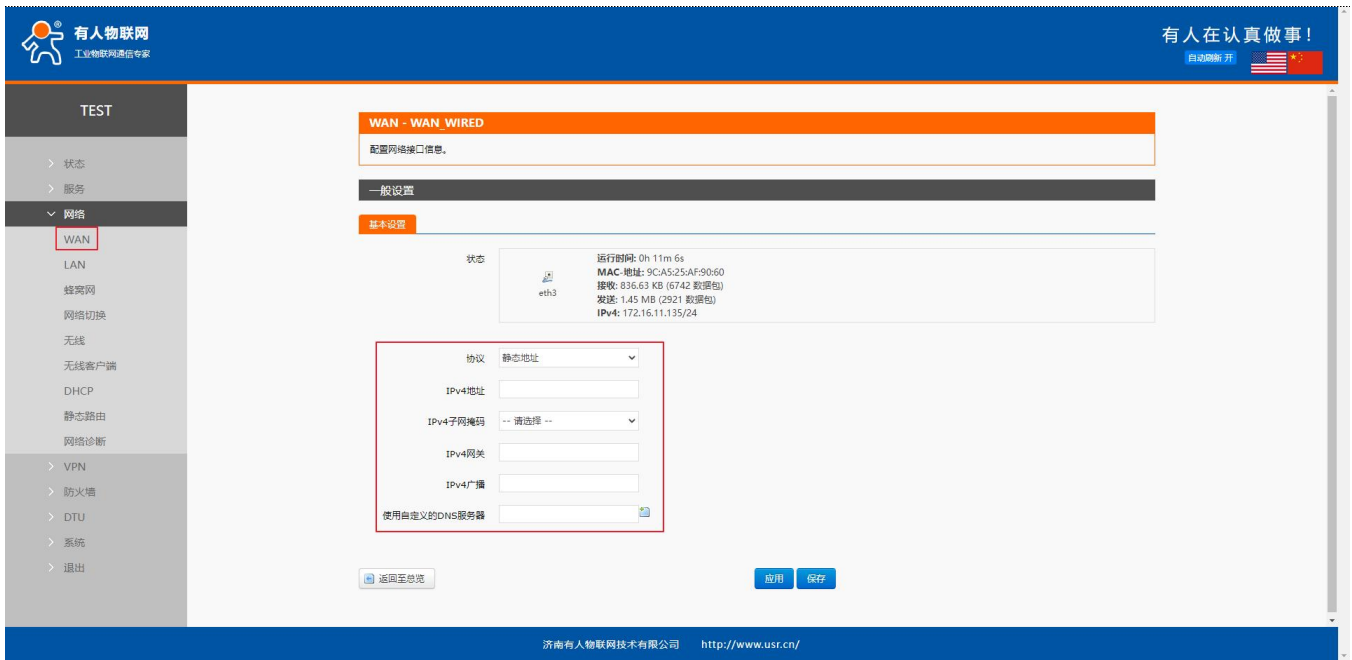 有人物联网
®
工业物联网通信专家
有人在认真做事！
自动刷新 开
TEST
状态
服务
网络
WAN
LAN
蜂窝网
网络切换
无线
无线客户端
DHCP
静态路由
网络诊断
VPN
防火墙
DTU
系统
退出
WAN - WAN_WIRED
配置网络接口信息。
一般设置
基本设置
状态
eth3
运行时间: 0h 11m 6s
MAC-地址: 9C:A5:25:AF:90:60
接收: 836.63 KB (6742 数据包)
发送: 1.45 MB (2921 数据包)
IPv4: 172.16.11.135/24
协议 静态地址
IPv4地址
IPv4子网掩码 -- 请选择 --
IPv4网关
IPv4广播
使用自定义的DNS服务器
返回至总览 应用 保存
济南有人物联网技术有限公司 http://www.usr.cn/